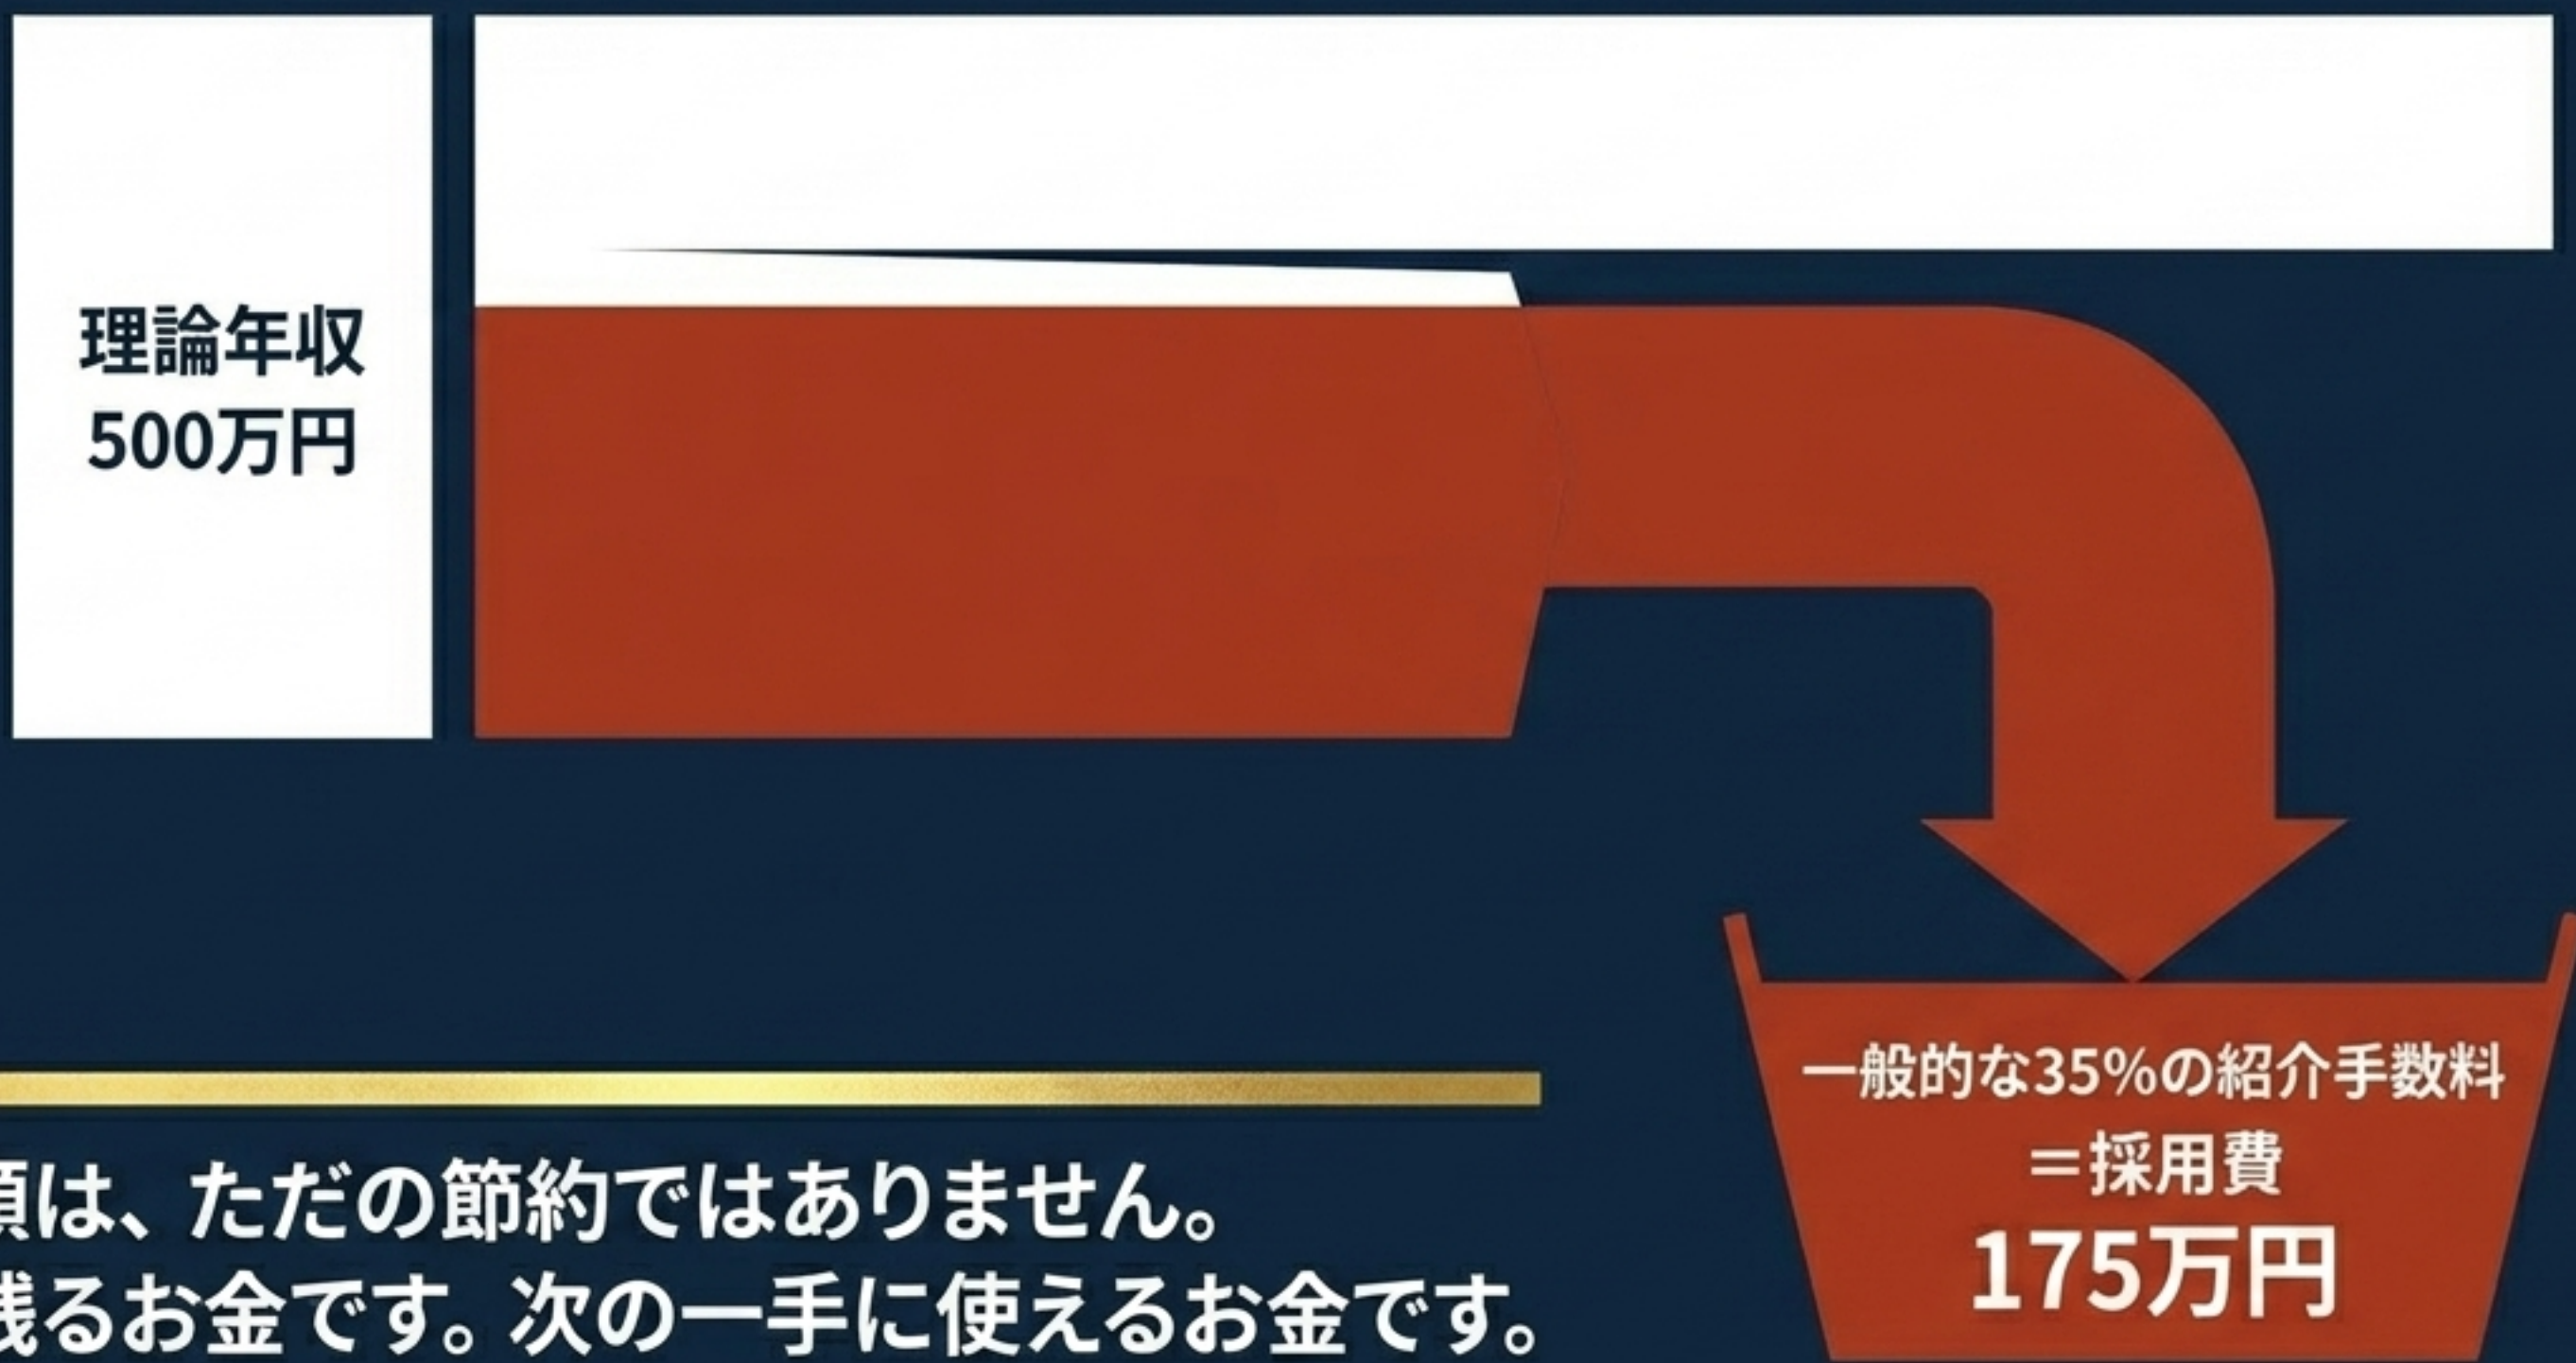 理論年収
500万円
一般的な35%の紹介手数料
＝採用費
175万円
は、ただの節約ではありません。
るお金です。次の一手に使えるお金です。